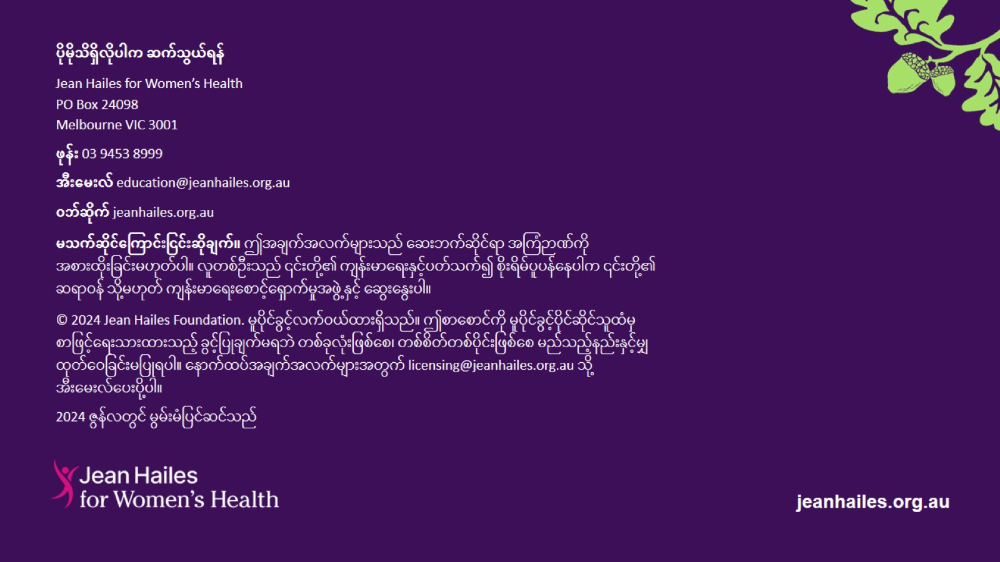 ပိုမိုသိရှိလိုပါက ဆက်သွယ်ရန်
Jean Hailes for Women’s Health
PO Box 24098
Melbourne VIC 3001
ဖုန်း 03 9453 8999
အီးမေးလ် education@jeanhailes.org.au
ဝဘ်ဆိုက် jeanhailes.org.au
မသက်ဆိုင်ကြောင်းငြင်းဆိုချက်။ ဤအချက်အလက်များသည် ဆေးဘက်ဆိုင်ရာ အကြံဉာဏ်ကို
အစားထိုးခြင်းမဟုတ်ပါ။ လူတစ်ဦးသည် ၎င်းတို့၏ ကျန်းမာရေးနှင့်ပတ်သက်၍ စိုးရိမ်ပူပန်နေပါက ၎င်းတို့၏
ဆရာဝန် သို့မဟုတ် ကျန်းမာရေးစောင့်ရှောက်မှုအဖွဲ့နှင့် ဆွေးနွေးပါ။
© 2024 Jean Hailes Foundation. မူပိုင်ခွင့်လက်ဝယ်ထားရှိသည်။ ဤစာစောင်ကို မူပိုင်ခွင့်ပိုင်ဆိုင်သူထံမှ
စာဖြင့်ရေးသားထားသည့် ခွင့်ပြုချက်မရဘဲ တစ်ခုလုံးဖြစ်စေ၊ တစ်စိတ်တစ်ပိုင်းဖြစ်စေ မည်သည့်နည်းနှင့်မျှ
ထုတ်ဝေခြင်းမပြုရပါ။ နောက်ထပ်အချက်အလက်များအတွက် licensing@jeanhailes.org.au သို့
အီးမေးလ်ပေးပို့ပါ။
2024 ဇွန်လတွင် မွမ်းမံပြင်ဆင်သည်
Jean Hailes
for Women’s Health
jeanhailes.org.au